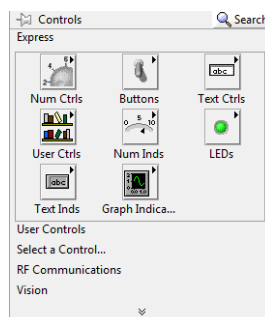 Controls
Search
Express
Num Ctrls
Buttons
Text Ctrls
User Ctrls
Num Inds
LEDs
Text Inds
Graph Indica...
User Controls
Select a Control...
RF Communications
Vision